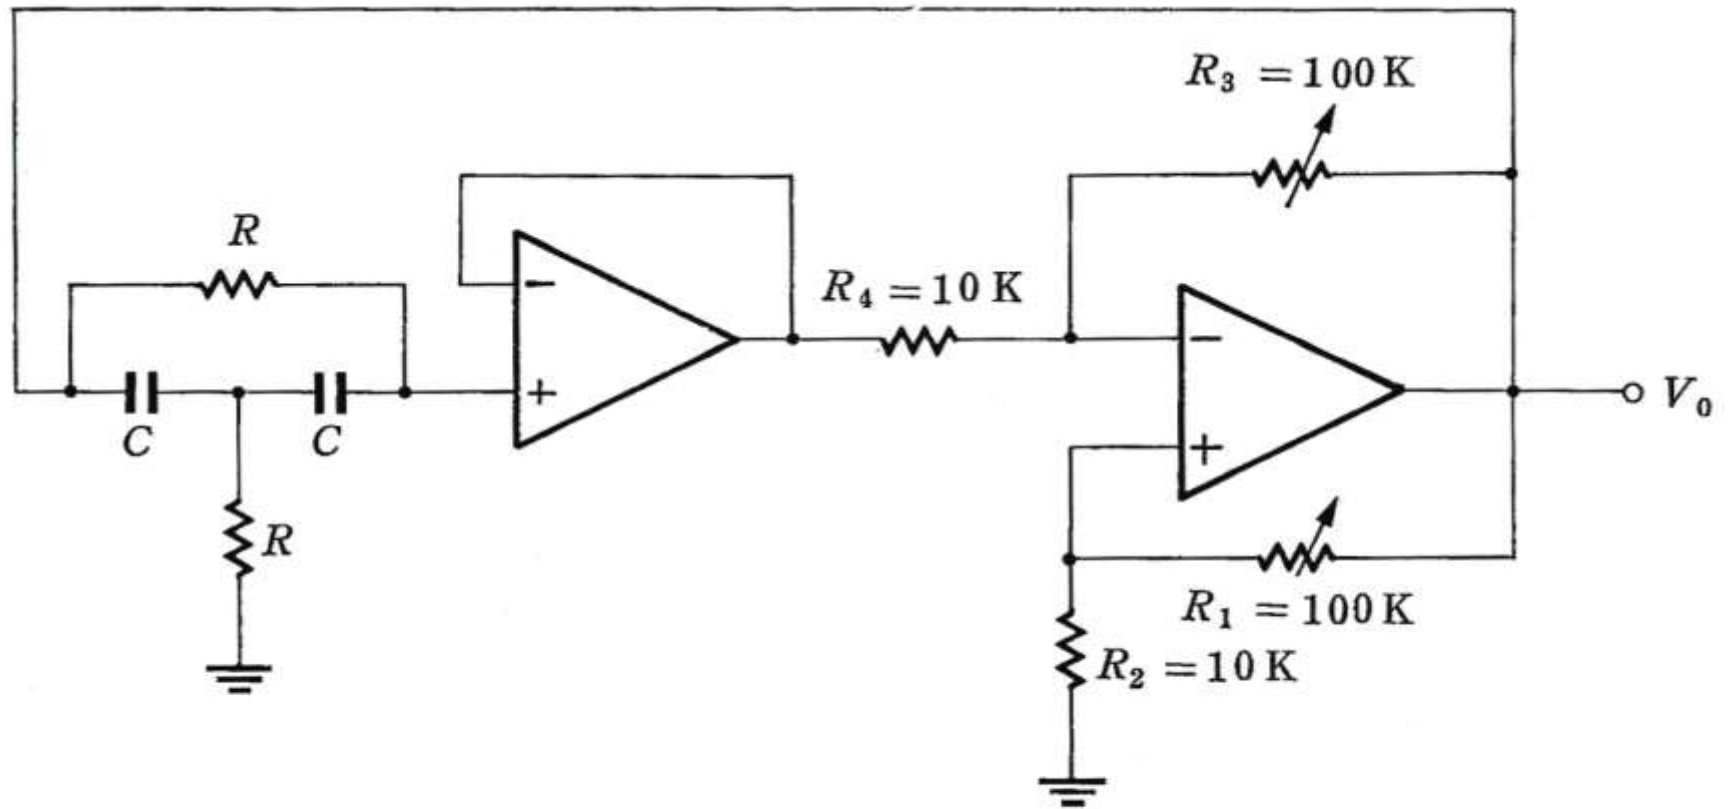 R₃ = 100 K
R
−
R₄ = 10 K
−
+
V₀
C
C
+
R
R₁ = 100 K
R₂ = 10 K